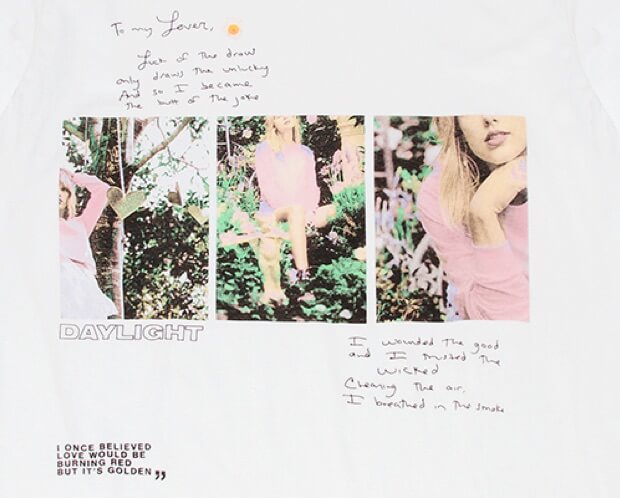 To my Lover,
Luck of the draw
only draws the unlucky
And so I became
the butt of the joke
DAYLIGHT
I wounded the good
and I trusted the
wicked
Clearing the air,
I breathed in the smoke
I ONCE BELIEVED
LOVE WOULD BE
BURNING RED
BUT IT'S GOLDEN ”